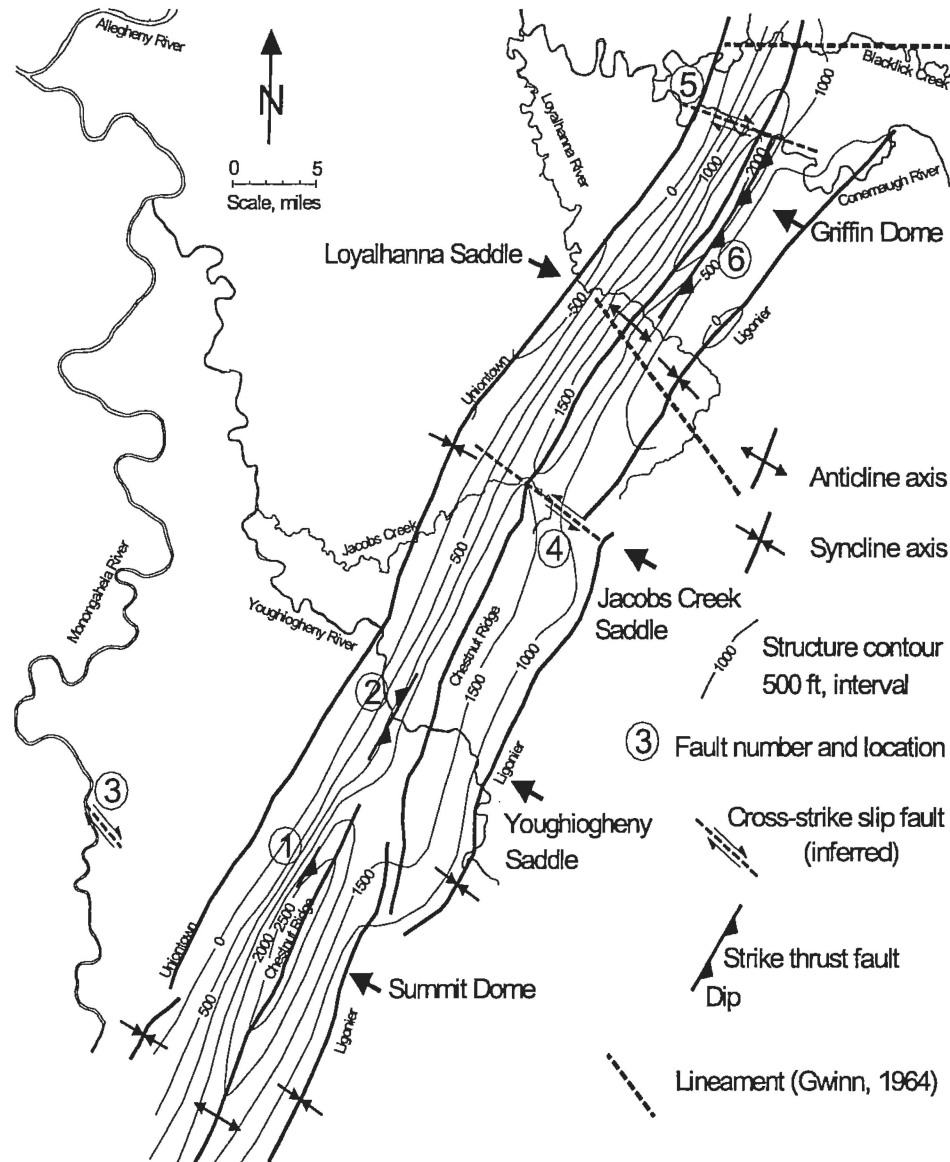 Allegheny River
N
0 5
Scale, miles
Loyalhanna River
5
Blacklick Creek
1000
1000
0
2000
Conemaugh River
Griffin Dome
Loyalhanna Saddle
6
500
-500
0
Ligonier
Uniontown
1500
Anticline axis
Syncline axis
Jacobs Creek
500
4
Jacobs Creek
Saddle
Monongahela River
Youghiogheny River
Chestnut Ridge
1000
1500
1000
Structure contour
500 ft, interval
2
3 Fault number and location
3
Ligonier
Youghiogheny
Saddle
Cross-strike slip fault
(inferred)
1
1500
2000
2500
Chestnut Ridge
0
Uniontown
500
Summit Dome
Ligonier
Strike thrust fault
Dip
Lineament (Gwinn, 1964)